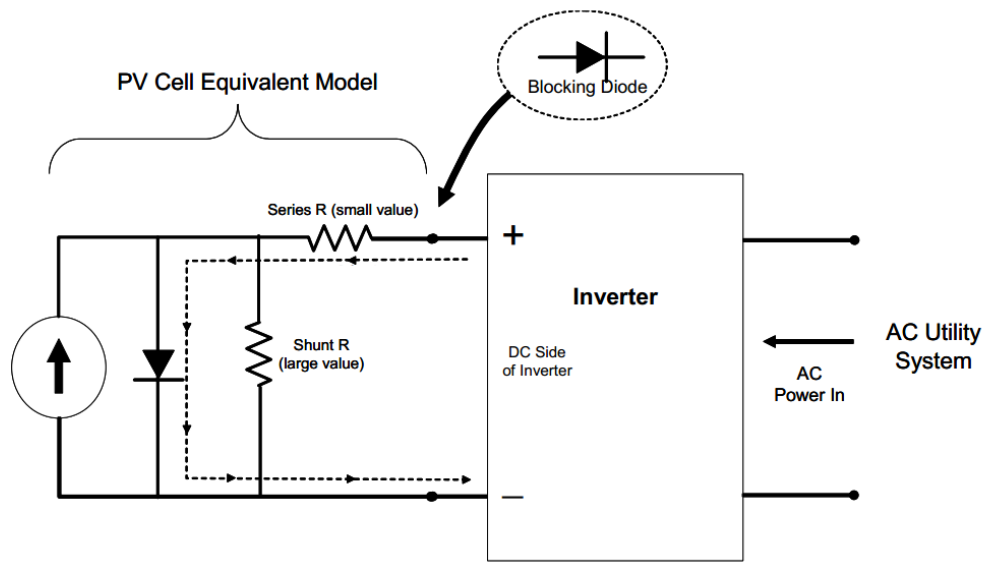 Blocking Diode
PV Cell Equivalent Model
Series R (small value)
+
Inverter
Shunt R
(large value)
DC Side
of Inverter
AC
Power In
AC Utility
System
–